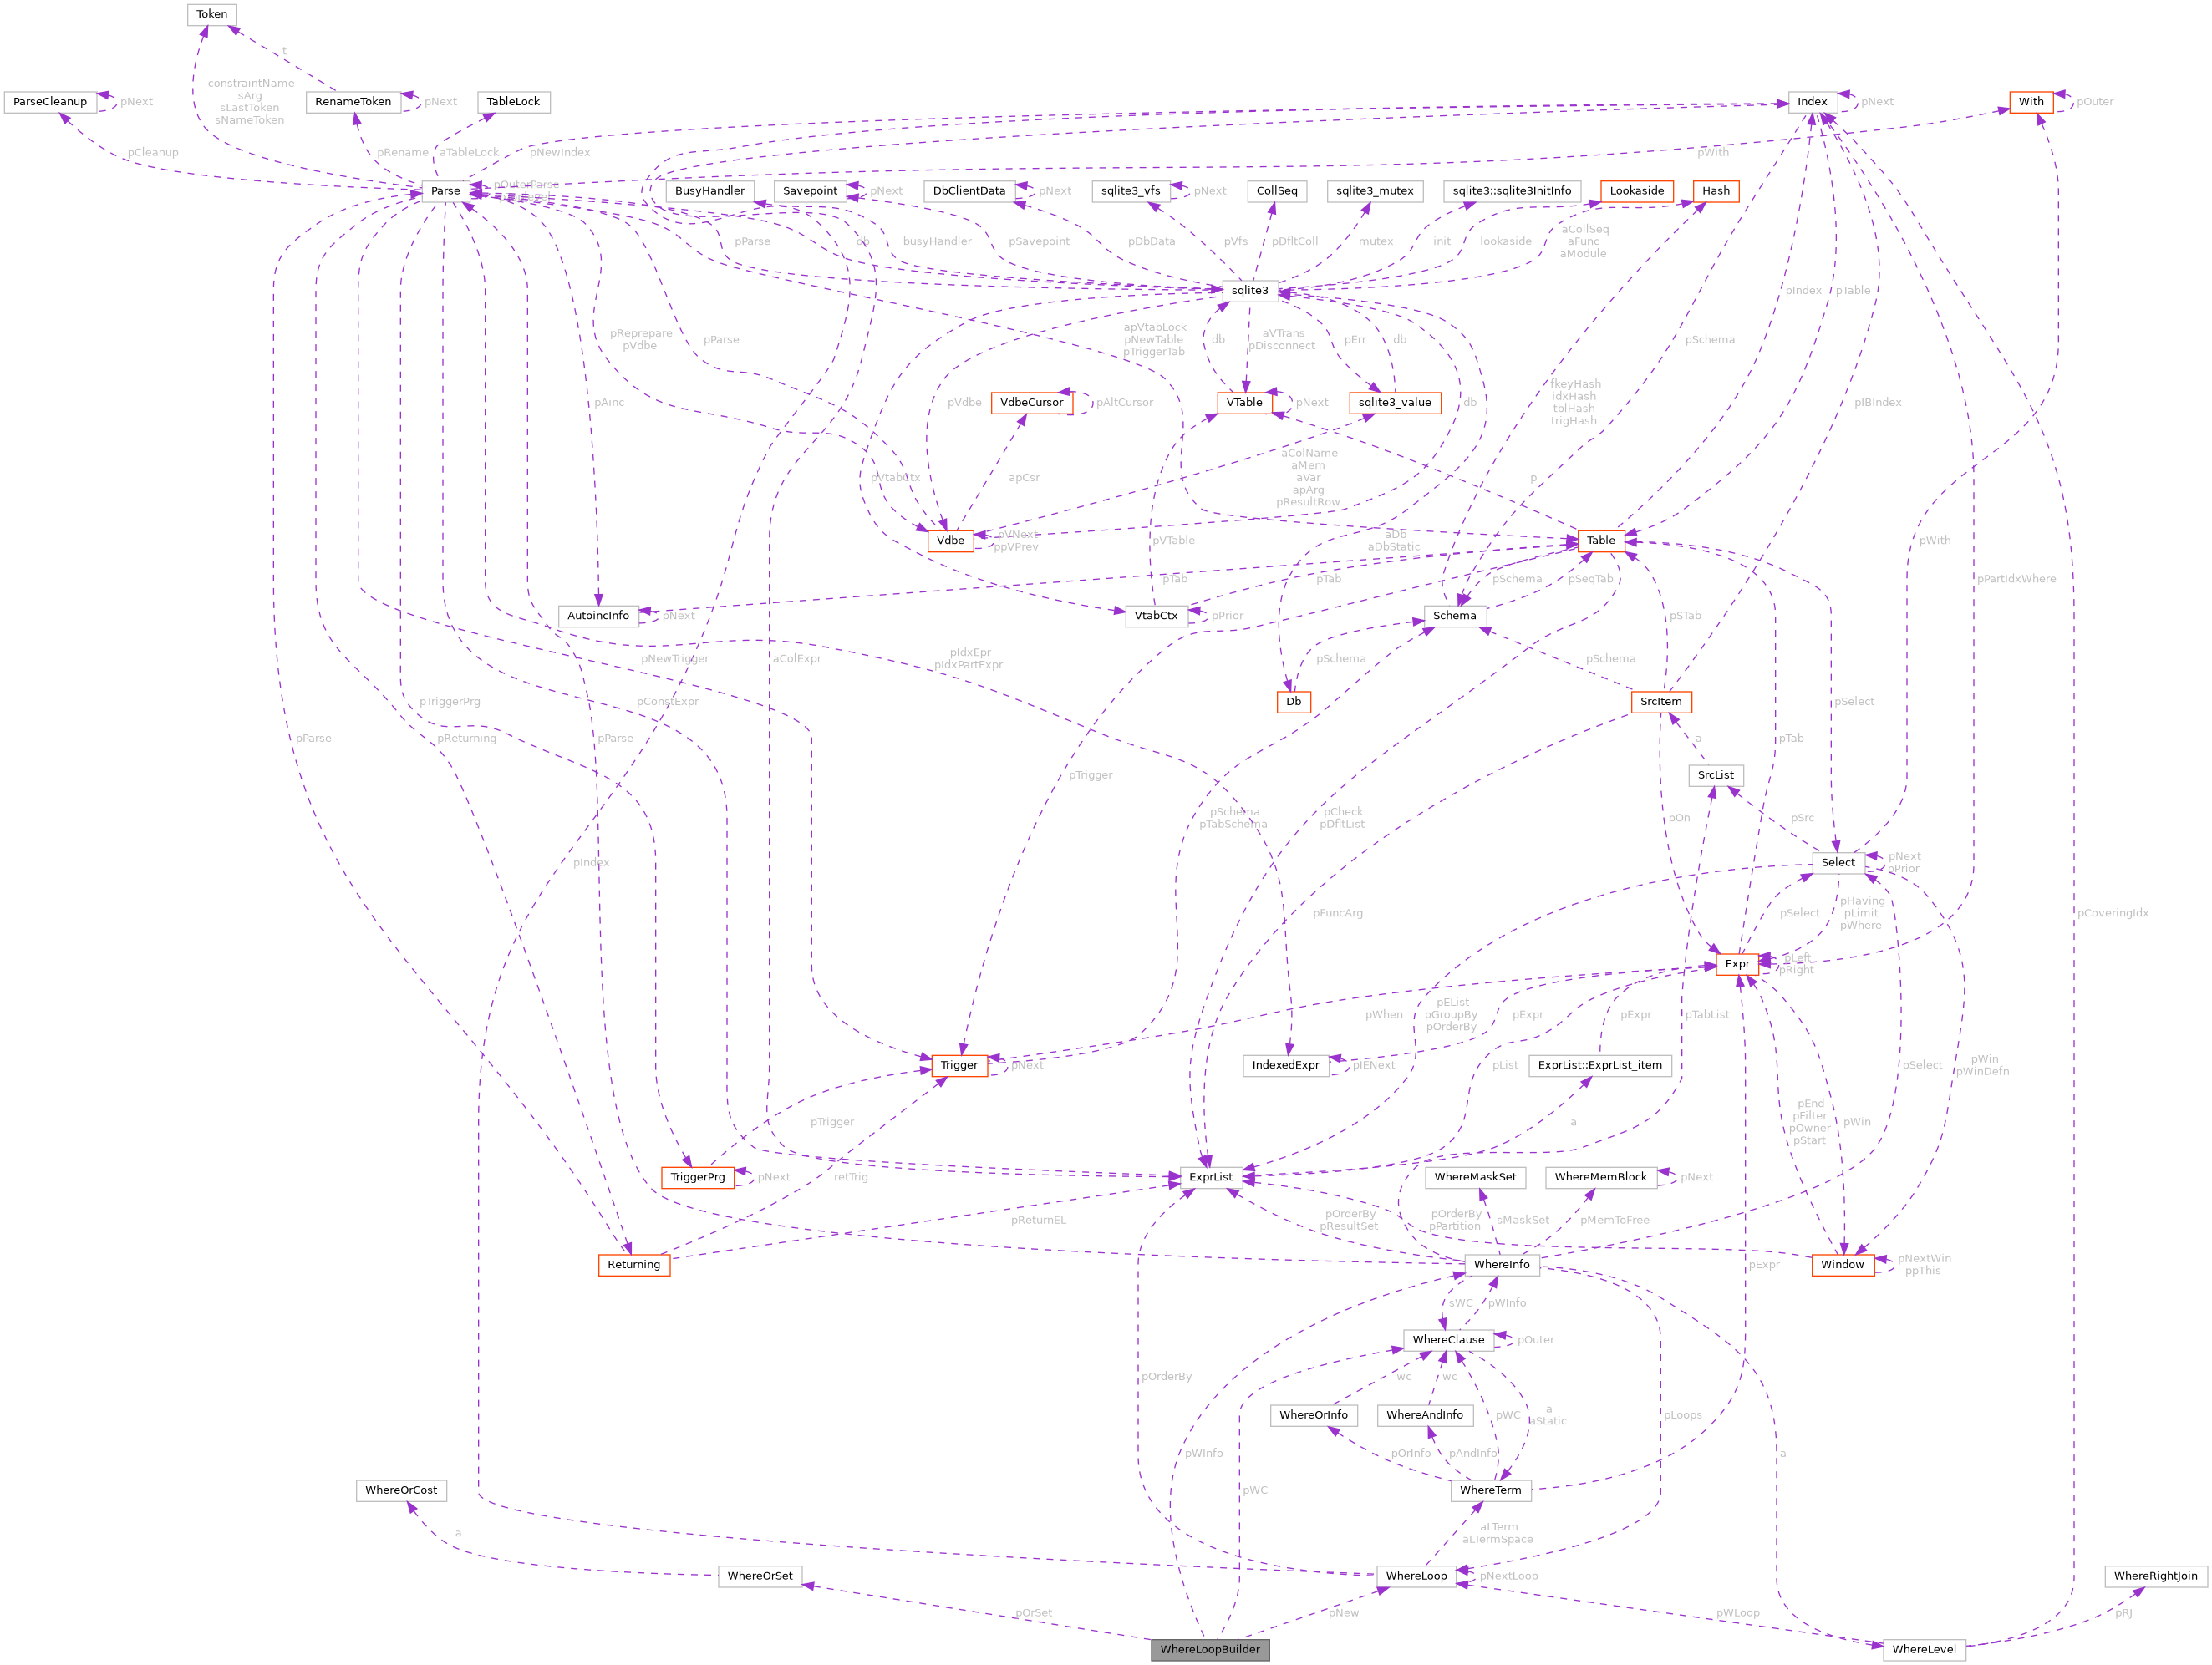 Token
t
constraintName
sArg
sLastToken
sNameToken
ParseCleanup
pNext
RenameToken
pNext
TableLock
Index
pNext
With
pOuter
pCleanup
pRename
aTableLock
pNewIndex
pWith
Parse
pOuterParse
BusyHandler
Savepoint
pNext
DbClientData
pNext
sqlite3_vfs
pNext
CollSeq
sqlite3_mutex
sqlite3::sqlite3InitInfo
Lookaside
Hash
pParse
db
busyHandler
pSavepoint
pDbData
pVfs
pDfltColl
mutex
init
lookaside
aCollSeq
aFunc
aModule
sqlite3
pIndex
pTable
pReprepare
pVdbe
pParse
apVtabLock
pNewTable
pTriggerTab
db
aVTrans
pDisconnect
pErr
db
pSchema
pAinc
pVdbe
VdbeCursor
pAltCursor
VTable
pNext
sqlite3_value
db
fkeyHash
idxHash
tblHash
trigHash
pIBIndex
pVtabCtx
apCsr
aColName
aMem
aVar
apArg
pResultRow
p
Vdbe
pVNext
ppVPrev
pVTable
aDb
aDbStatic
Table
pWith
pTab
pTab
pSchema
pSeqTab
pPartIdxWhere
AutoincInfo
pNext
VtabCtx
pPrior
Schema
pSTab
pNewTrigger
aColExpr
pIdxEpr
pIdxPartExpr
pSchema
pSchema
pTriggerPrg
pConstExpr
Db
SrcItem
pSelect
pParse
pReturning
pParse
a
pTab
pTrigger
SrcList
pSchema
pTabSchema
pCheck
pDfltList
pOn
pSrc
pIndex
Select
pNext
pPrior
pFuncArg
pSelect
pHaving
pLimit
pWhere
pCoveringIdx
Expr
pLeft
pRight
pWhen
pEList
pGroupBy
pOrderBy
pExpr
pExpr
pTabList
Trigger
pNext
IndexedExpr
pIENext
pList
ExprList::ExprList_item
pSelect
pWin
pWinDefn
pTrigger
a
pEnd
pFilter
pOwner
pStart
pWin
TriggerPrg
pNext
retTrig
ExprList
WhereMaskSet
WhereMemBlock
pNext
pReturnEL
pOrderBy
pResultSet
pOrderBy
pPartition
sMaskSet
pMemToFree
Returning
WhereInfo
pExpr
Window
pNextWin
ppThis
sWC
pWInfo
WhereClause
pOuter
pOrderBy
wc
wc
WhereOrInfo
WhereAndInfo
pWC
a
aStatic
pLoops
pWInfo
pOrInfo
pAndInfo
a
WhereOrCost
pWC
WhereTerm
a
aLTerm
aLTermSpace
WhereOrSet
WhereLoop
pNextLoop
WhereRightJoin
pOrSet
pNew
pWLoop
pRJ
WhereLoopBuilder
WhereLevel